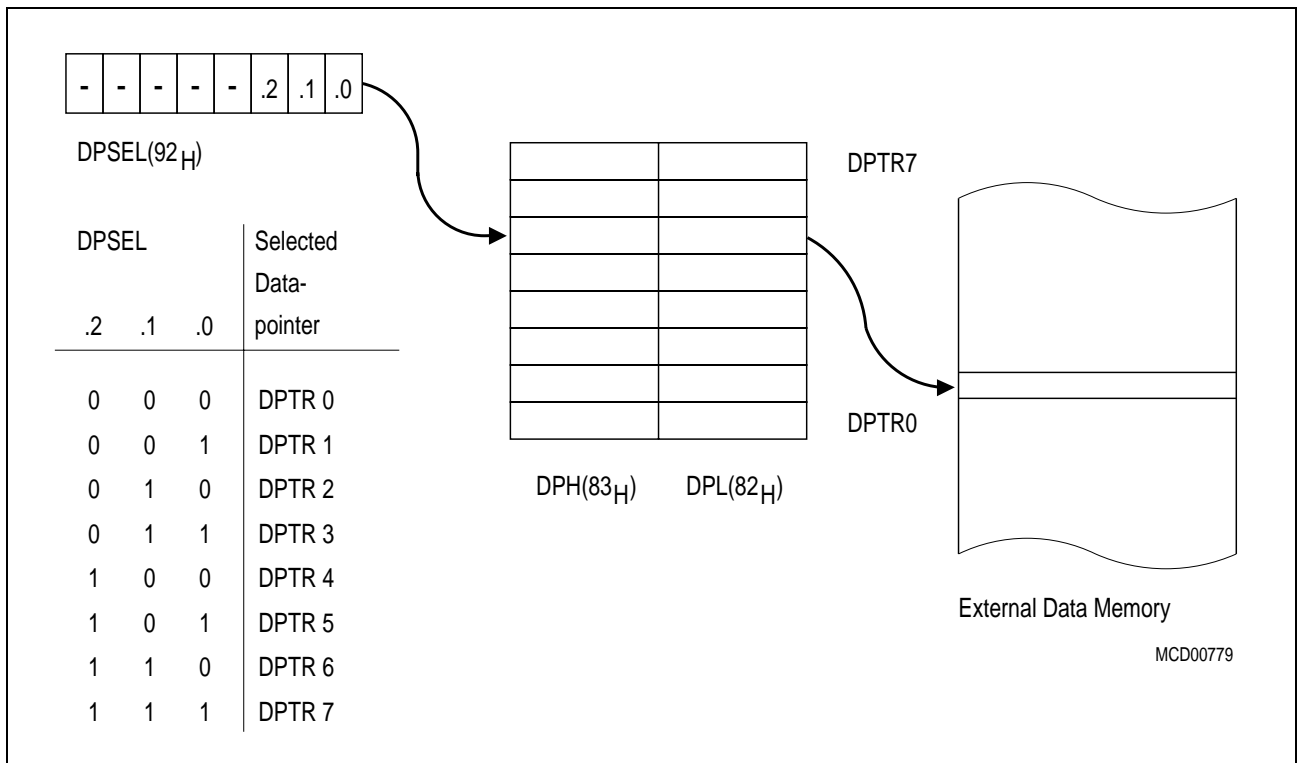 - - - - - .2 .1 .0
DPSEL(92H)
DPSEL Selected
Data-
.2 .1 .0 pointer
0 0 0 DPTR 0
0 0 1 DPTR 1
0 1 0 DPTR 2
0 1 1 DPTR 3
1 0 0 DPTR 4
1 0 1 DPTR 5
1 1 0 DPTR 6
1 1 1 DPTR 7
DPTR7
DPTR0
DPH(83H) DPL(82H)
External Data Memory
MCD00779